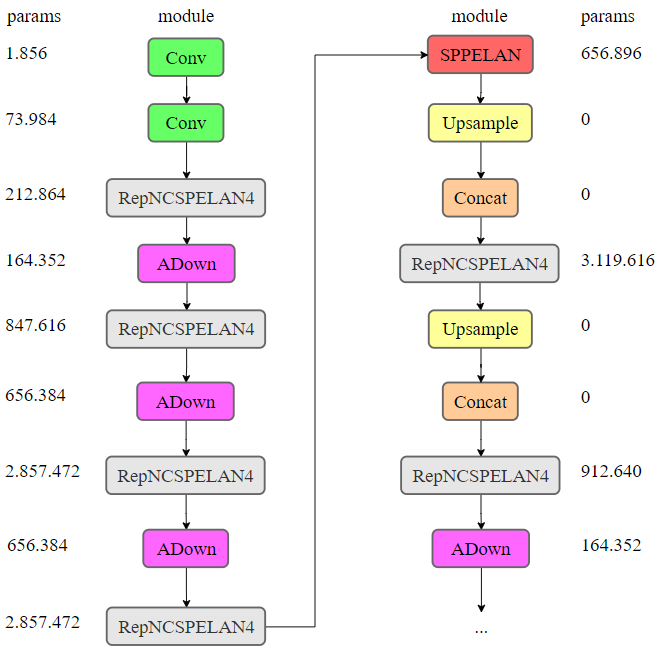 params module
1.856 Conv
73.984 Conv
212.864 RepNCSPELAN4
164.352 ADown
847.616 RepNCSPELAN4
656.384 ADown
2.857.472 RepNCSPELAN4
656.384 ADown
2.857.472 RepNCSPELAN4
module params
SPPELAN 656.896
Upsample 0
Concat 0
RepNCSPELAN4 3.119.616
Upsample 0
Concat 0
RepNCSPELAN4 912.640
ADown 164.352
...